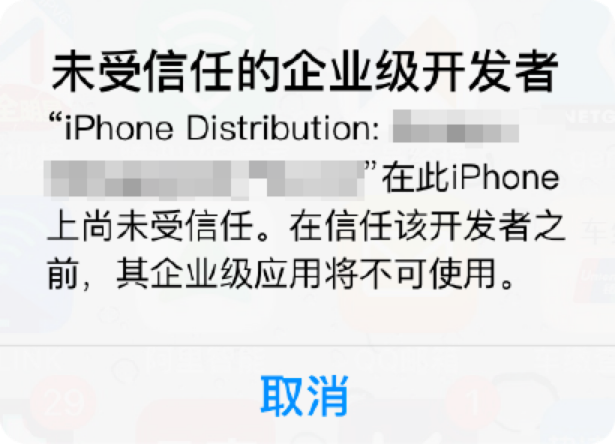 未受信任的企业级开发者
“iPhone Distribution:
”在此iPhone
上尚未受信任。在信任该开发者之
前，其企业级应用将不可使用。
取消
29
1